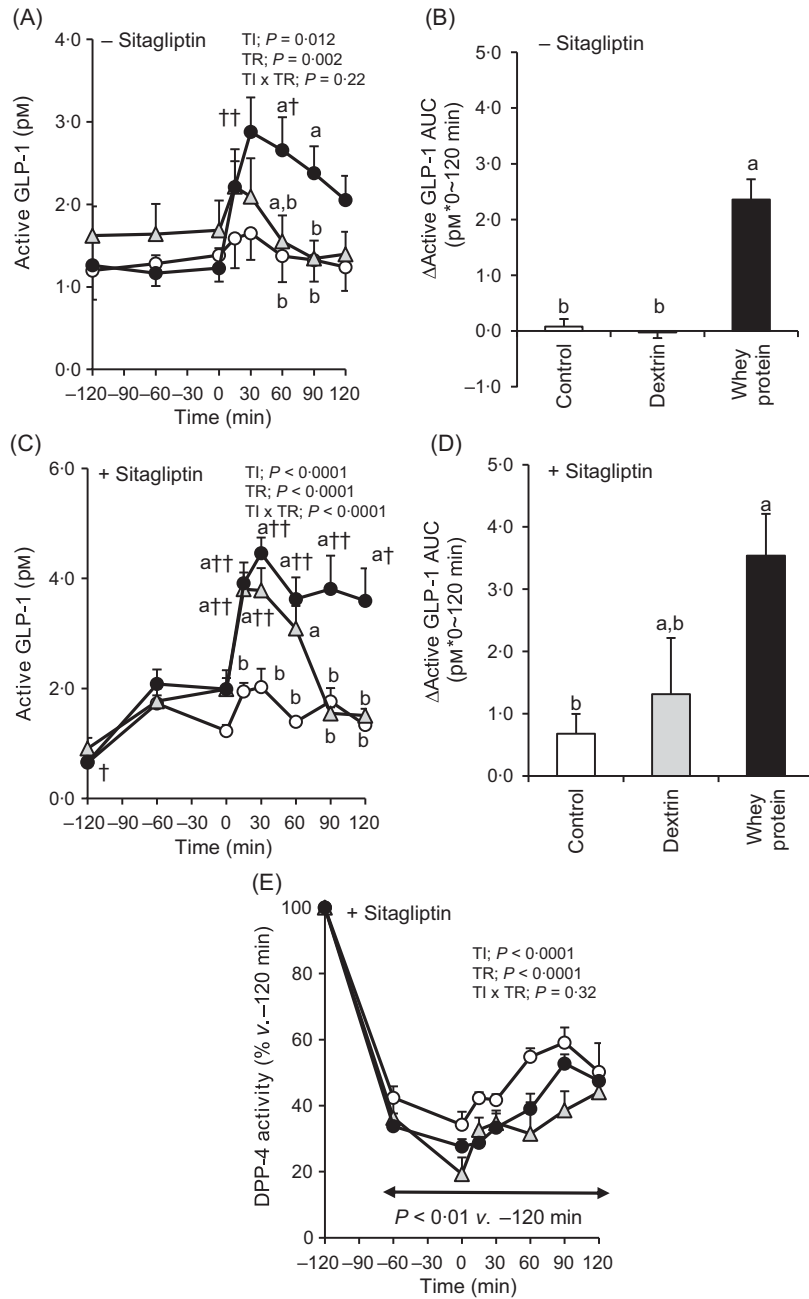 (A)
– Sitagliptin
TI; P = 0·012
TR; P = 0·002
TI x TR; P = 0·22
4·0
3·0
2·0
1·0
0·0
Active GLP-1 (pM)
††
a†
a
a,b
b
b
b
–120 –90 –60 –30 0 30 60 90 120
Time (min)
(B)
– Sitagliptin
5·0
4·0
3·0
2·0
1·0
0·0
–1·0
ΔActive GLP-1 AUC
(pM*0~120 min)
b
b
a
Control
Dextrin
Whey
protein
(C)
+ Sitagliptin
TI; P < 0·0001
TR; P < 0·0001
TI x TR; P < 0·0001
6·0
4·0
2·0
0·0
Active GLP-1 (pM)
a††
a††
a††
a††
a†
a††
a††
a
b
b
b
b
b
b
b
†
–120 –90 –60 –30 0 30 60 90 120
Time (min)
(D)
+ Sitagliptin
5·0
4·0
3·0
2·0
1·0
0·0
ΔActive GLP-1 AUC
(pM*0~120 min)
b
a,b
a
Control
Dextrin
Whey
protein
(E)
+ Sitagliptin
TI; P < 0·0001
TR; P < 0·0001
TI x TR; P = 0·32
100
80
60
40
20
0
DPP-4 activity (% v. –120 min)
P < 0·01 v. –120 min
–120 –90 –60 –30 0 30 60 90 120
Time (min)